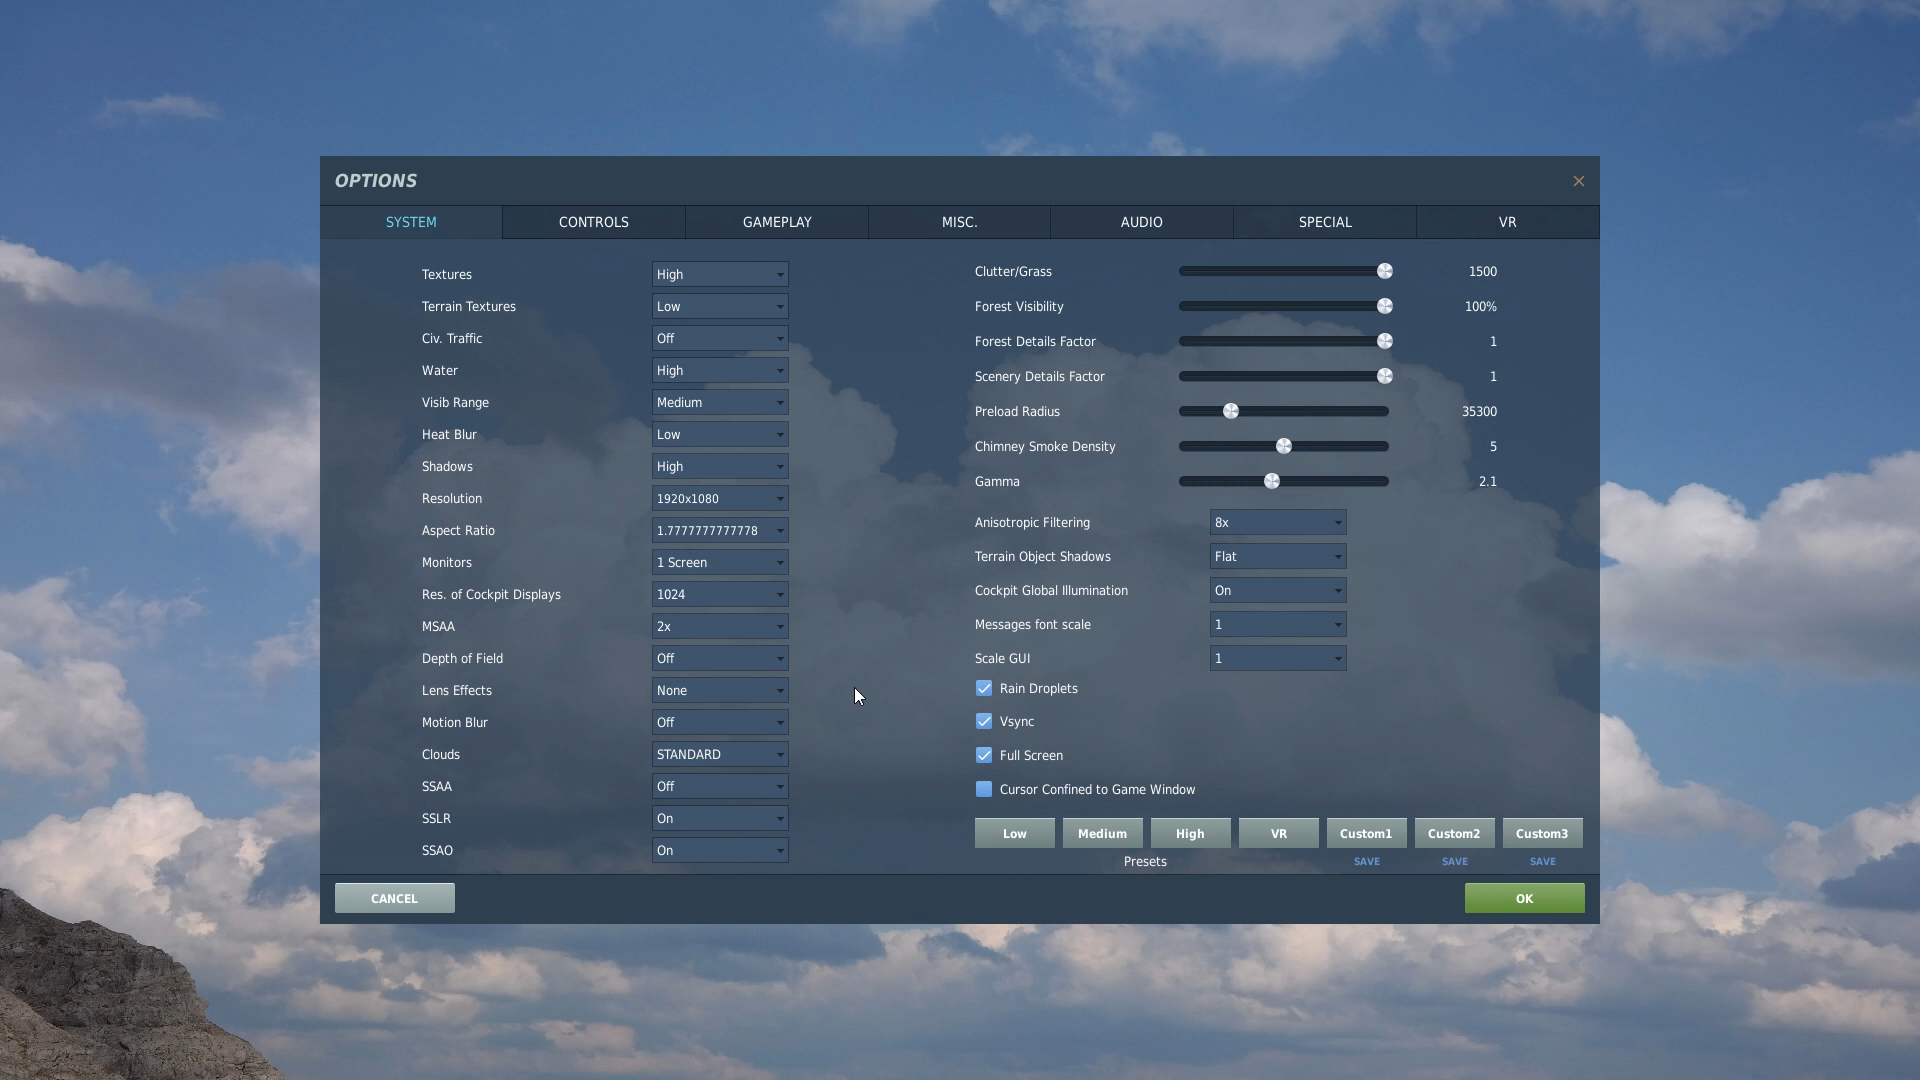 OPTIONS
SYSTEM CONTROLS GAMEPLAY MISC. AUDIO SPECIAL VR
Textures High
Terrain Textures Low
Civ. Traffic Off
Water High
Visib Range Medium
Heat Blur Low
Shadows High
Resolution 1920x1080
Aspect Ratio 1.7777777777778
Monitors 1 Screen
Res. of Cockpit Displays 1024
MSAA 2x
Depth of Field Off
Lens Effects None
Motion Blur Off
Clouds STANDARD
SSAA Off
SSLR On
SSAO On
Clutter/Grass 1500
Forest Visibility 100%
Forest Details Factor 1
Scenery Details Factor 1
Preload Radius 35300
Chimney Smoke Density 5
Gamma 2.1
Anisotropic Filtering 8x
Terrain Object Shadows Flat
Cockpit Global Illumination On
Messages font scale 1
Scale GUI 1
Rain Droplets
Vsync
Full Screen
Cursor Confined to Game Window
Low Medium High VR Custom1 Custom2 Custom3
Presets SAVE SAVE SAVE
CANCEL OK